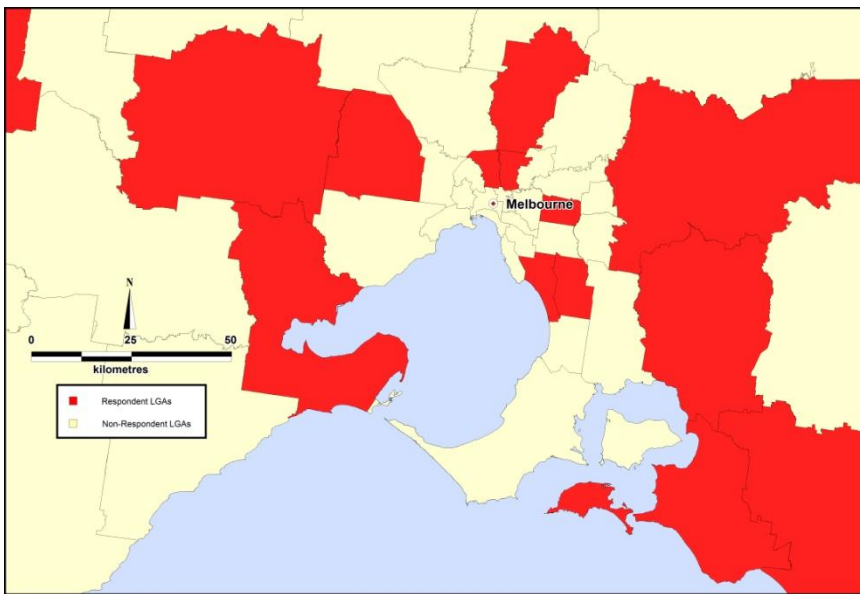 Melbourne
N
0 25 50
kilometres
Respondent LGAs
Non-Respondent LGAs